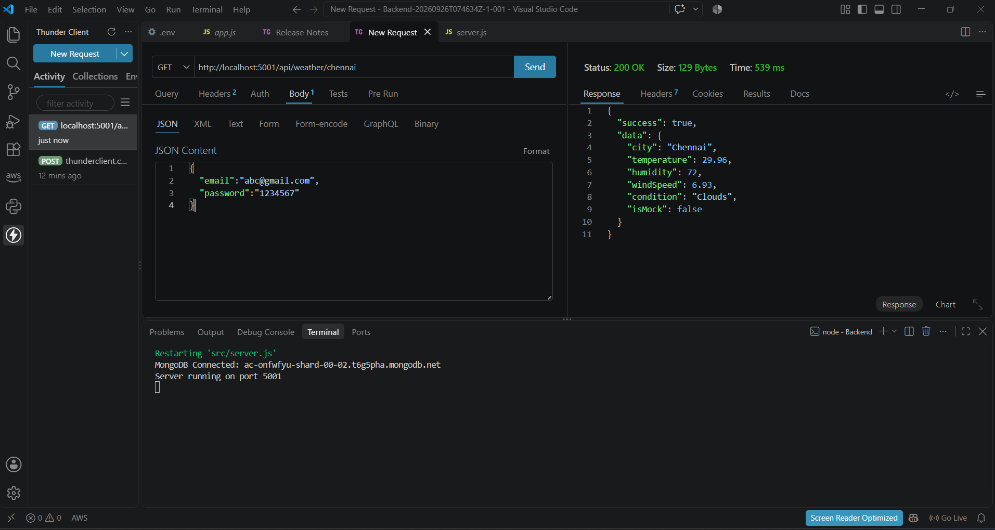 File Edit Selection View Go Run Terminal Help
New Request - Backend-20260926T074634Z-1-001 - Visual Studio Code
Thunder Client
.env
JS app.js
TC Release Notes
TC New Request
JS server.js
New Request
Activity Collections En
filter activity
GET localhost:5001/a...
just now
POST thunderclient.c...
12 mins ago
aws
GET http://localhost:5001/api/weather/chennai Send
Query Headers 2 Auth Body 1 Tests Pre Run
JSON XML Text Form Form-encode GraphQL Binary
JSON Content Format
1 {
2 "email":"abc@gmail.com",
3 "password":"1234567"
4 }
Status: 200 OK Size: 129 Bytes Time: 539 ms
Response Headers 7 Cookies Results Docs </>
1 {
2 "success": true,
3 "data": {
4 "city": "Chennai",
5 "temperature": 29.96,
6 "humidity": 72,
7 "windSpeed": 6.93,
8 "condition": "Clouds",
9 "isMock": false
10 }
11 }
Response Chart
Problems Output Debug Console Terminal Ports
node - Backend
Restarting 'src/server.js'
MongoDB Connected: ac-onfwfyu-shard-00-02.t6g5pha.mongodb.net
Server running on port 5001
0 0 AWS
Screen Reader Optimized
Go Live